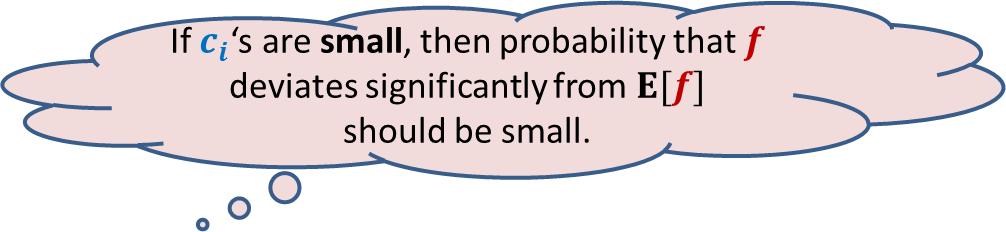 If cᵢ‘s are small, then probability that f
deviates significantly from E[f]
should be small.